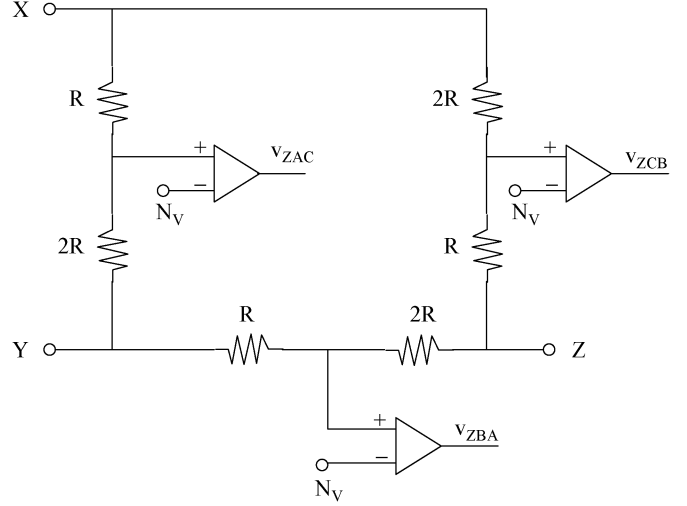 X
R
2R
+
−
v_ZAC
N_V
+
−
v_ZCB
N_V
2R
R
R
2R
Y
Z
+
−
v_ZBA
N_V